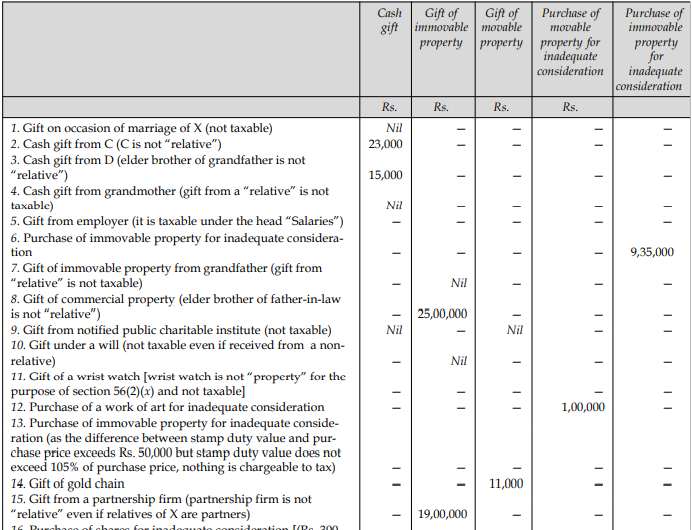 Cash gift Gift of immovable property Gift of movable property Purchase of movable property for inadequate consideration Purchase of immovable property for inadequate consideration
Rs. Rs. Rs. Rs.
1. Gift on occasion of marriage of X (not taxable) Nil – – – –
2. Cash gift from C (C is not “relative”) 23,000 – – – –
3. Cash gift from D (elder brother of grandfather is not
“relative”) 15,000 – – – –
4. Cash gift from grandmother (gift from a “relative” is not
taxable) Nil – – – –
5. Gift from employer (it is taxable under the head “Salaries”) – – – – –
6. Purchase of immovable property for inadequate considera-
tion – – – – 9,35,000
7. Gift of immovable property from grandfather (gift from
“relative” is not taxable) – Nil – – –
8. Gift of commercial property (elder brother of father-in-law
is not “relative”) – 25,00,000 – – –
9. Gift from notified public charitable institute (not taxable) Nil – Nil – –
10. Gift under a will (not taxable even if received from a non-
relative) – Nil – – –
11. Gift of a wrist watch [wrist watch is not “property” for the
purpose of section 56(2)(x) and not taxable] – – – – –
12. Purchase of a work of art for inadequate consideration – – – 1,00,000 –
13. Purchase of immovable property for inadequate conside-
ration (as the difference between stamp duty value and pur-
chase price exceeds Rs. 50,000 but stamp duty value does not
exceed 105% of purchase price, nothing is chargeable to tax) – – – – –
14. Gift of gold chain – – 11,000 – –
15. Gift from a partnership firm (partnership firm is not
“relative” even if relatives of X are partners) – 19,00,000 – – –
16. Purchase of shares for inadequate consideration [(Rs. 300